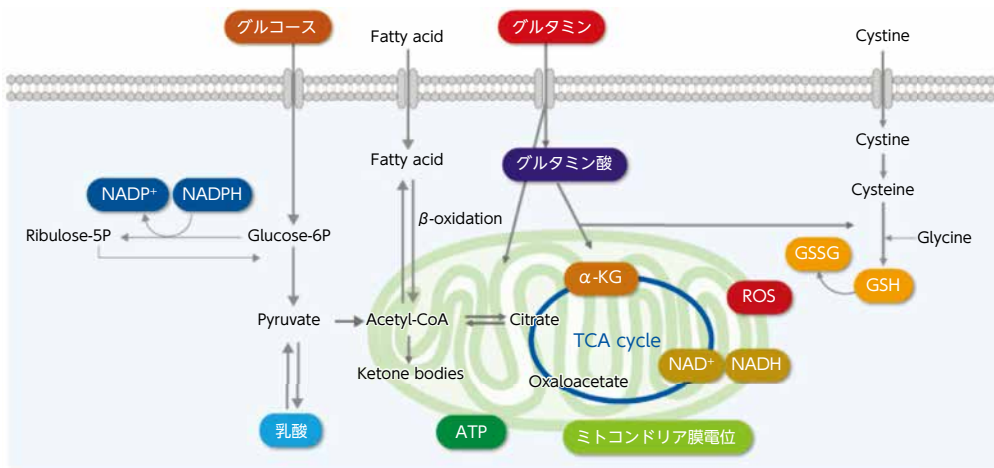 グルコース
Fatty acid
グルタミン
Cystine
Cystine
Fatty acid
グルタミン酸
Cysteine
NADP⁺
NADPH
β-oxidation
Ribulose-5P
Glucose-6P
Glycine
GSSG
GSH
α-KG
ROS
Pyruvate
Acetyl-CoA
Citrate
TCA cycle
NAD⁺
NADH
Ketone bodies
Oxaloacetate
乳酸
ATP
ミトコンドリア膜電位